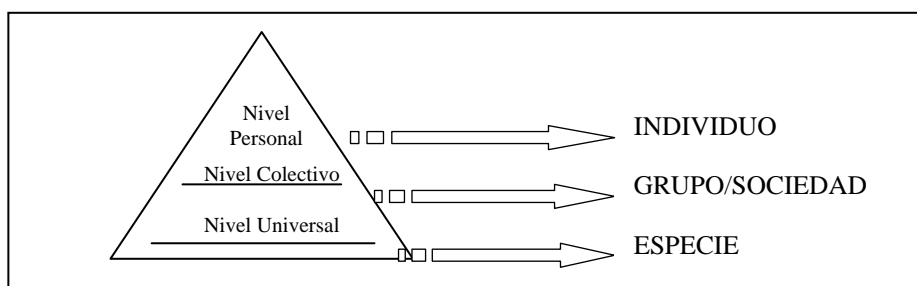 Nivel
Personal
INDIVIDUO
Nivel Colectivo
GRUPO/SOCIEDAD
Nivel Universal
ESPECIE